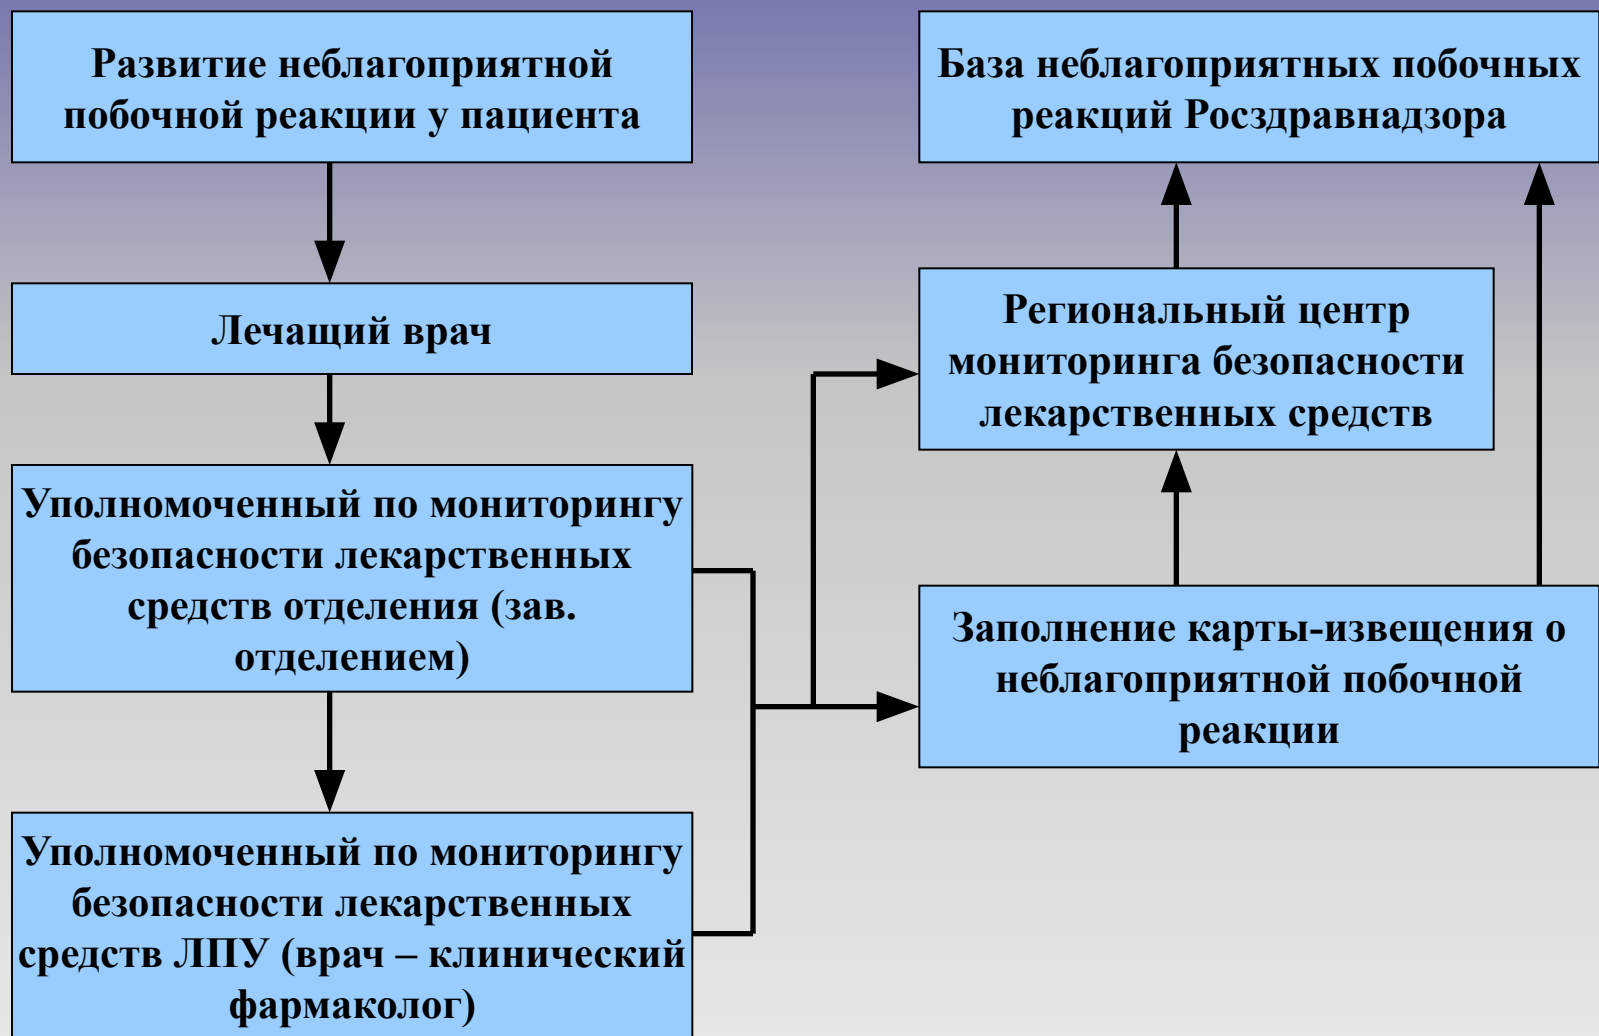 Развитие неблагоприятной
побочной реакции у пациента
Лечащий врач
Уполномоченный по мониторингу
безопасности лекарственных
средств отделения (зав.
отделением)
Уполномоченный по мониторингу
безопасности лекарственных
средств ЛПУ (врач – клинический
фармаколог)
База неблагоприятных побочных
реакций Росздравнадзора
Региональный центр
мониторинга безопасности
лекарственных средств
Заполнение карты-извещения о
неблагоприятной побочной
реакции